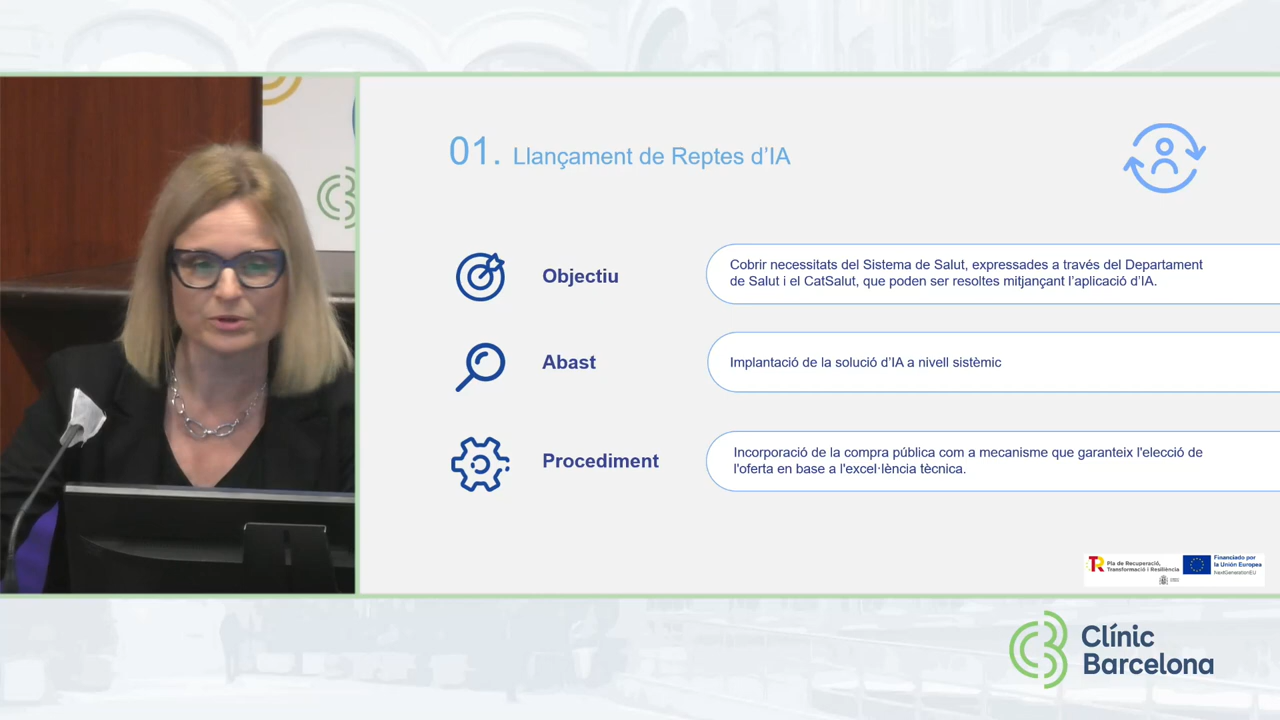 01. Llançament de Reptes d’IA
Objectiu
Cobrir necessitats del Sistema de Salut, expressades a través del Departament
de Salut i el CatSalut, que poden ser resoltes mitjançant l’aplicació d’IA.
Abast
Implantació de la solució d’IA a nivell sistèmic
Procediment
Incorporació de la compra pública com a mecanisme que garanteix l'elecció de
l'oferta en base a l'excel·lència tècnica.
TR
Pla de Recuperació,
Transformació i Resiliència
Financiado por
la Unión Europea
NextGenerationEU
Clínic
Barcelona